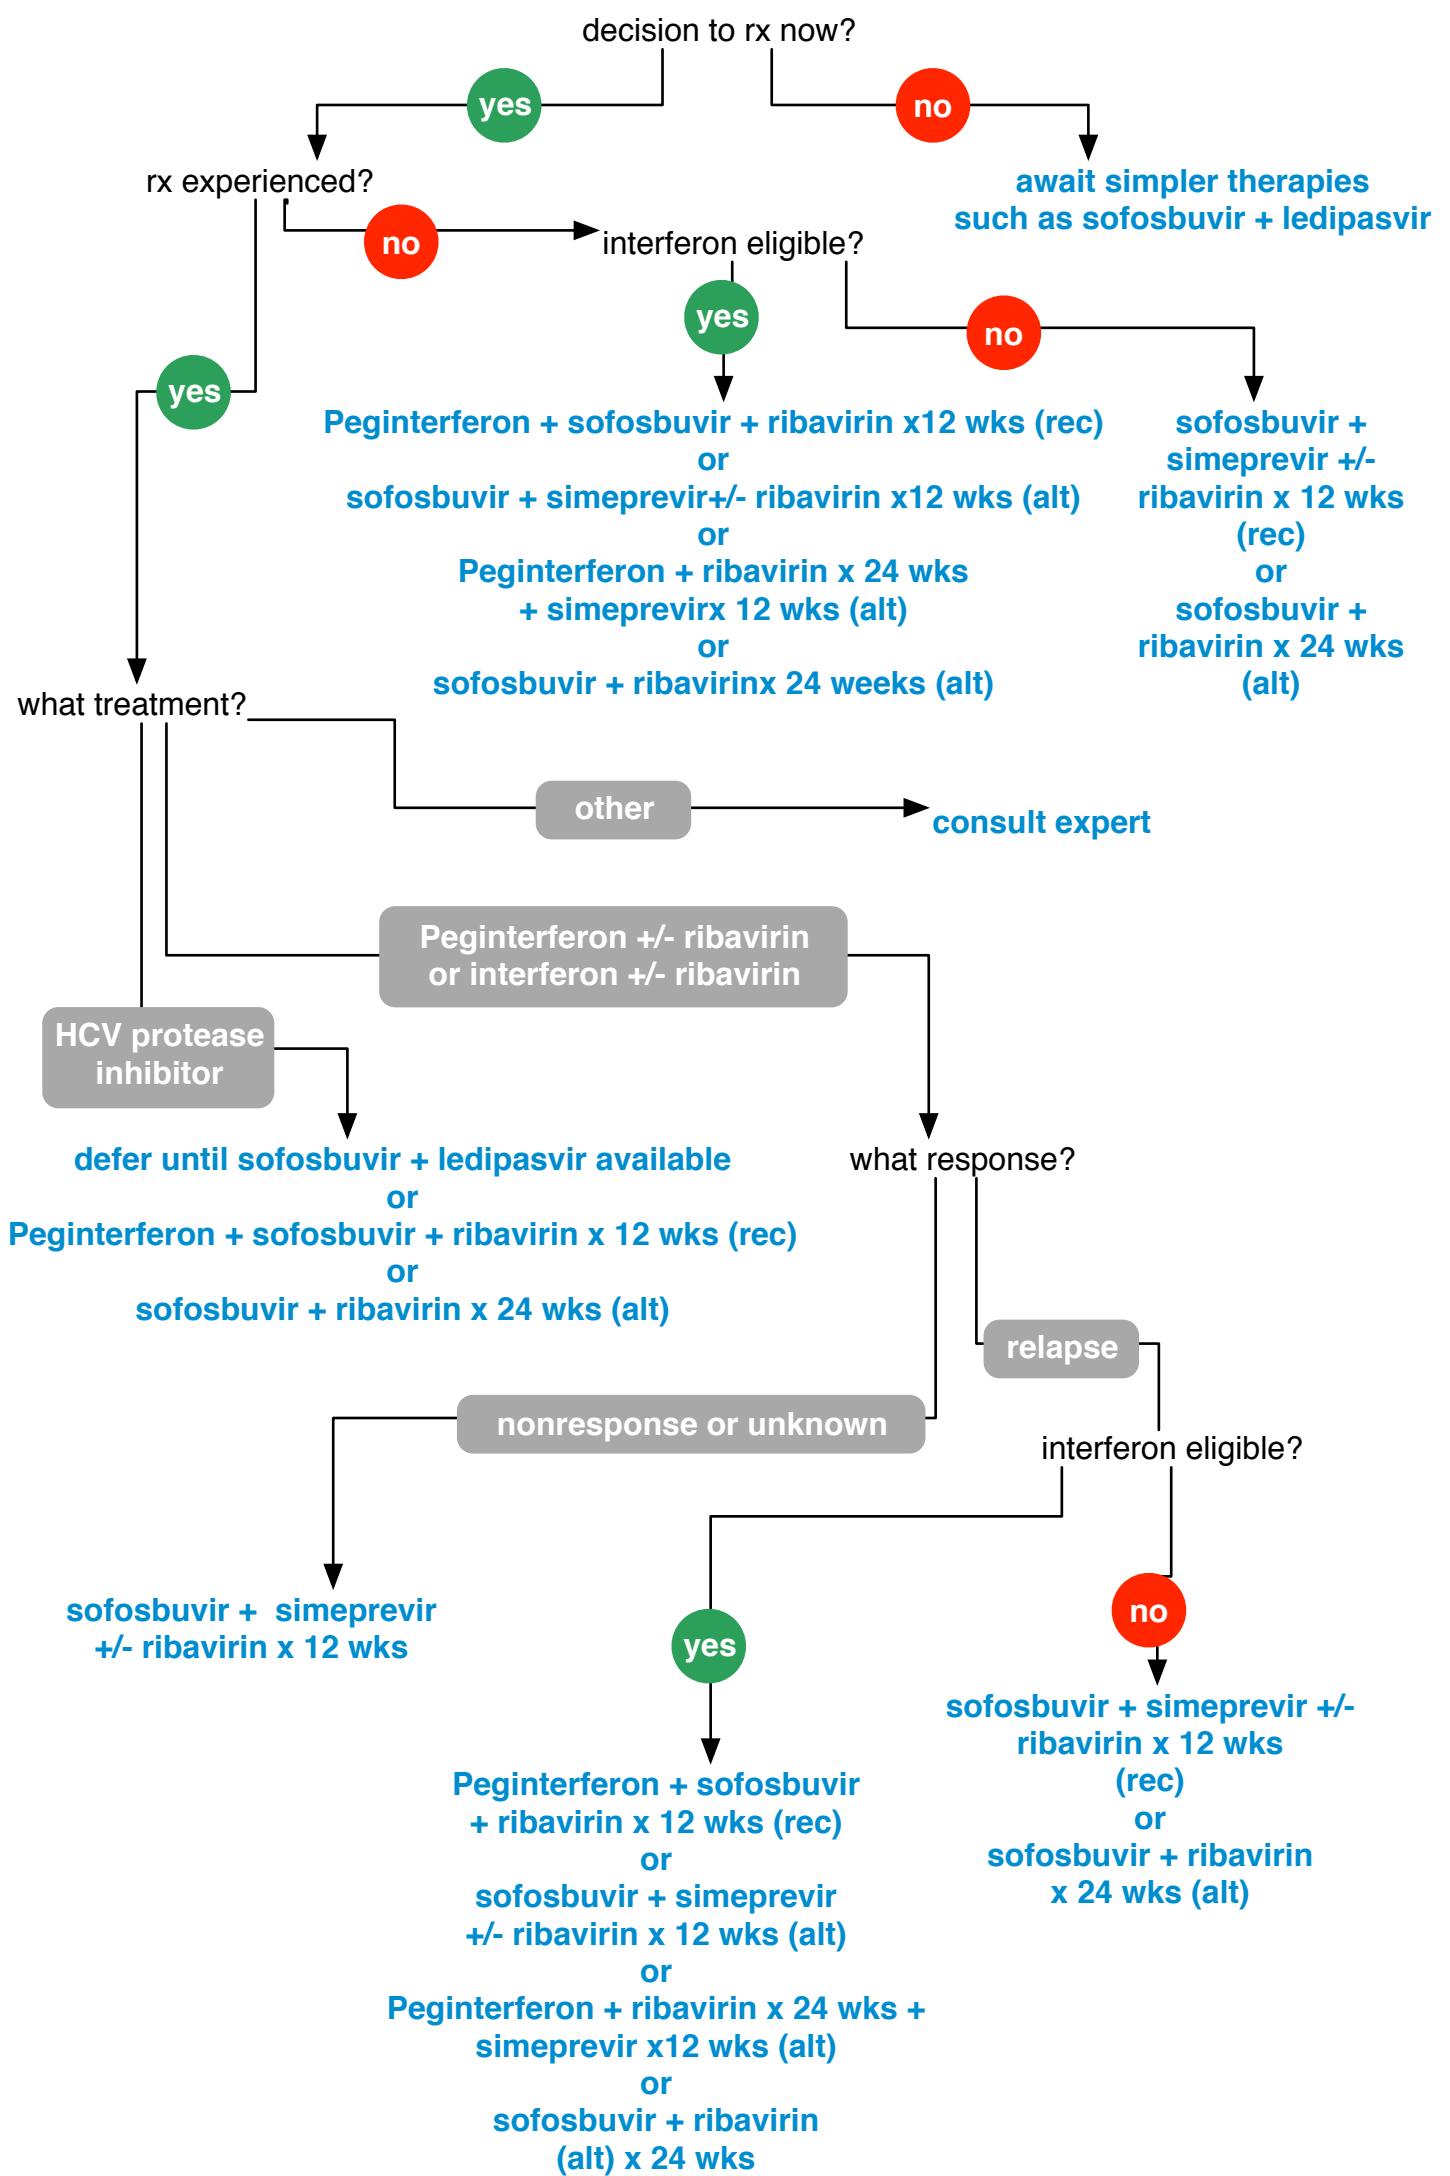 decision to rx now?
yes
no
rx experienced?
await simpler therapies
such as sofosbuvir + ledipasvir
no
interferon eligible?
yes
no
yes
Peginterferon + sofosbuvir + ribavirin x12 wks (rec)
or
sofosbuvir + simeprevir+/- ribavirin x12 wks (alt)
or
Peginterferon + ribavirin x 24 wks
+ simeprevirx 12 wks (alt)
or
sofosbuvir + ribavirinx 24 weeks (alt)
sofosbuvir +
simeprevir +/-
ribavirin x 12 wks
(rec)
or
sofosbuvir +
ribavirin x 24 wks
(alt)
what treatment?
other
consult expert
Peginterferon +/- ribavirin
or interferon +/- ribavirin
HCV protease
inhibitor
defer until sofosbuvir + ledipasvir available
or
Peginterferon + sofosbuvir + ribavirin x 12 wks (rec)
or
sofosbuvir + ribavirin x 24 wks (alt)
what response?
relapse
nonresponse or unknown
interferon eligible?
sofosbuvir +  simeprevir
+/- ribavirin x 12 wks
yes
no
Peginterferon + sofosbuvir
+ ribavirin x 12 wks (rec)
or
sofosbuvir + simeprevir
+/- ribavirin x 12 wks (alt)
or
Peginterferon + ribavirin x 24 wks +
simeprevir x12 wks (alt)
or
sofosbuvir + ribavirin
(alt) x 24 wks
sofosbuvir + simeprevir +/-
ribavirin x 12 wks
(rec)
or
sofosbuvir + ribavirin
x 24 wks (alt)